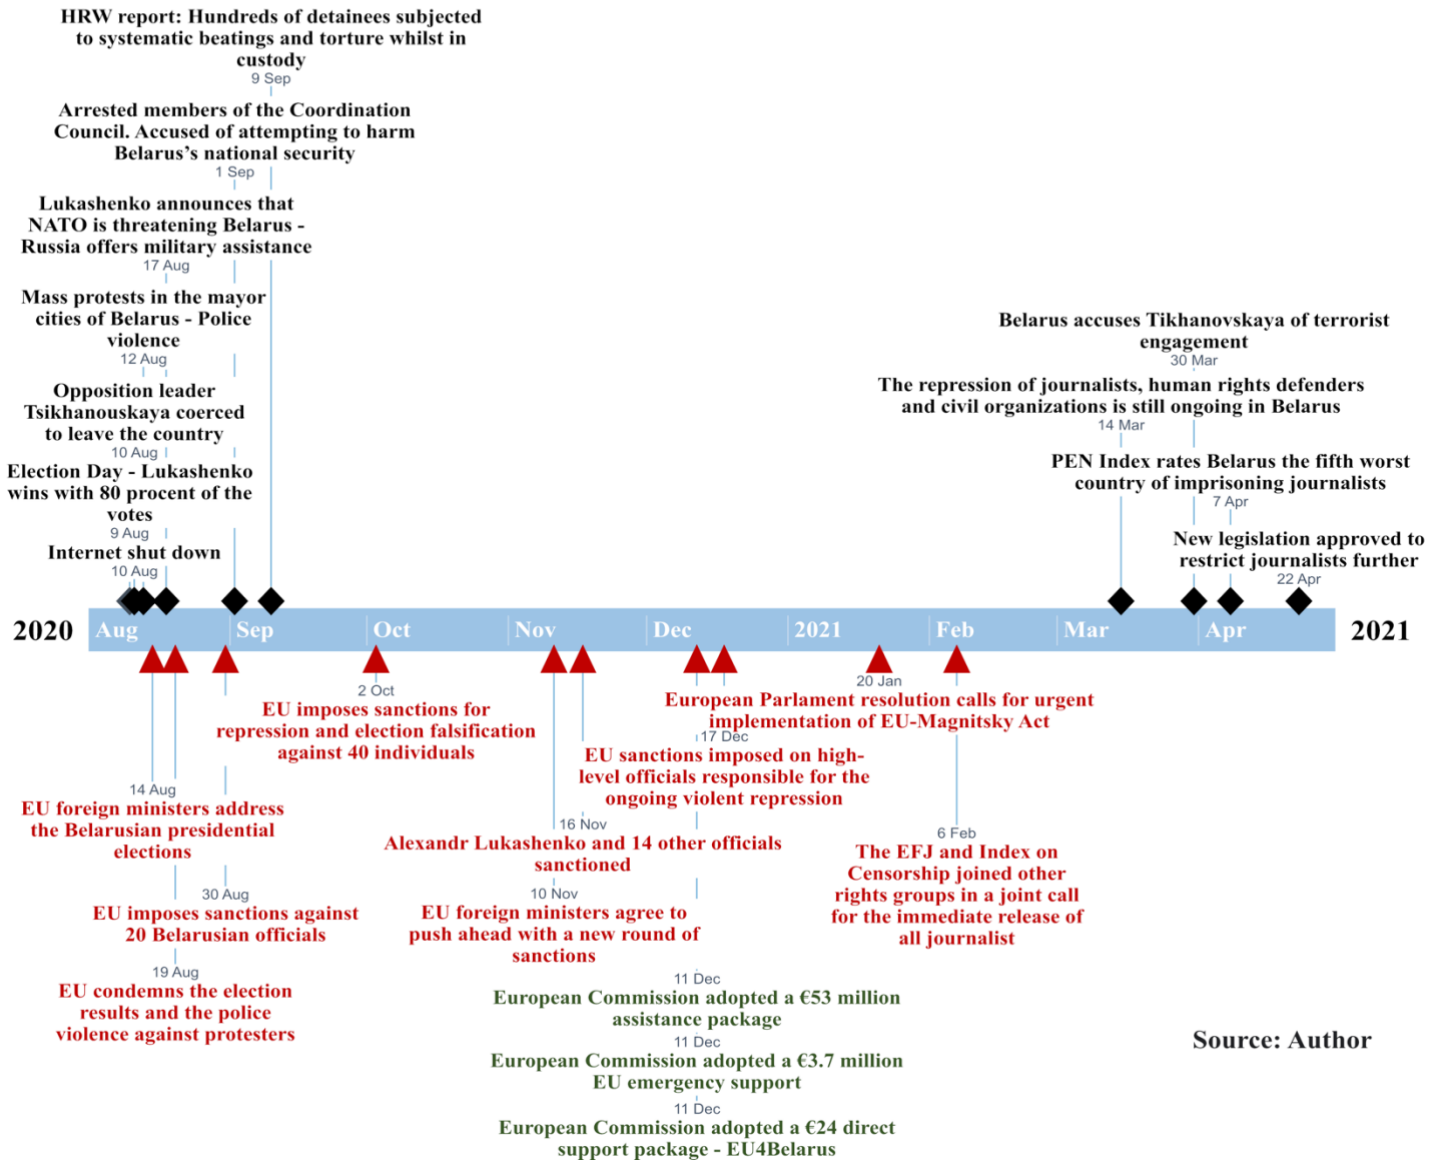 HRW report: Hundreds of detainees subjected
to systematic beatings and torture whilst in
custody
9 Sep
Arrested members of the Coordination
Council. Accused of attempting to harm
Belarus’s national security
1 Sep
Lukashenko announces that
NATO is threatening Belarus -
Russia offers military assistance
17 Aug
Mass protests in the mayor
cities of Belarus - Police
violence
12 Aug
Opposition leader
Tsikhanouskaya coerced
to leave the country
10 Aug
Election Day - Lukashenko
wins with 80 procent of the
votes
9 Aug
Internet shut down
10 Aug
Belarus accuses Tikhanovskaya of terrorist
engagement
30 Mar
The repression of journalists, human rights defenders
and civil organizations is still ongoing in Belarus
14 Mar
PEN Index rates Belarus the fifth worst
country of imprisoning journalists
7 Apr
New legislation approved to
restrict journalists further
22 Apr
2020 Aug Sep Oct Nov Dec 2021 Feb Mar Apr 2021
14 Aug
EU foreign ministers address
the Belarusian presidential
elections
30 Aug
EU imposes sanctions against
20 Belarusian officials
19 Aug
EU condemns the election
results and the police
violence against protesters
2 Oct
EU imposes sanctions for
repression and election falsification
against 40 individuals
20 Jan
European Parlament resolution calls for urgent
implementation of EU-Magnitsky Act
17 Dec
EU sanctions imposed on high-
level officials responsible for the
ongoing violent repression
16 Nov
Alexandr Lukashenko and 14 other officials
sanctioned
10 Nov
EU foreign ministers agree to
push ahead with a new round of
sanctions
6 Feb
The EFJ and Index on
Censorship joined other
rights groups in a joint call
for the immediate release of
all journalist
11 Dec
European Commission adopted a €53 million
assistance package
11 Dec
European Commission adopted a €3.7 million
EU emergency support
11 Dec
European Commission adopted a €24 direct
support package - EU4Belarus
Source: Author